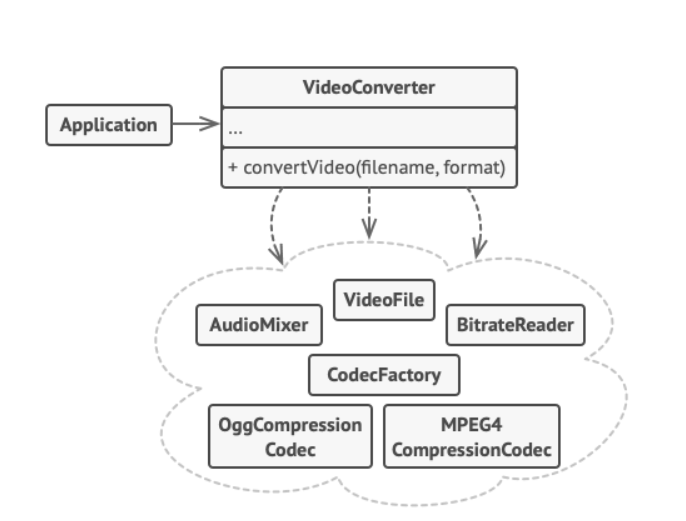 VideoConverter
Application
...
+ convertVideo(filename, format)
VideoFile
AudioMixer
BitrateReader
CodecFactory
OggCompression
Codec
MPEG4
CompressionCodec